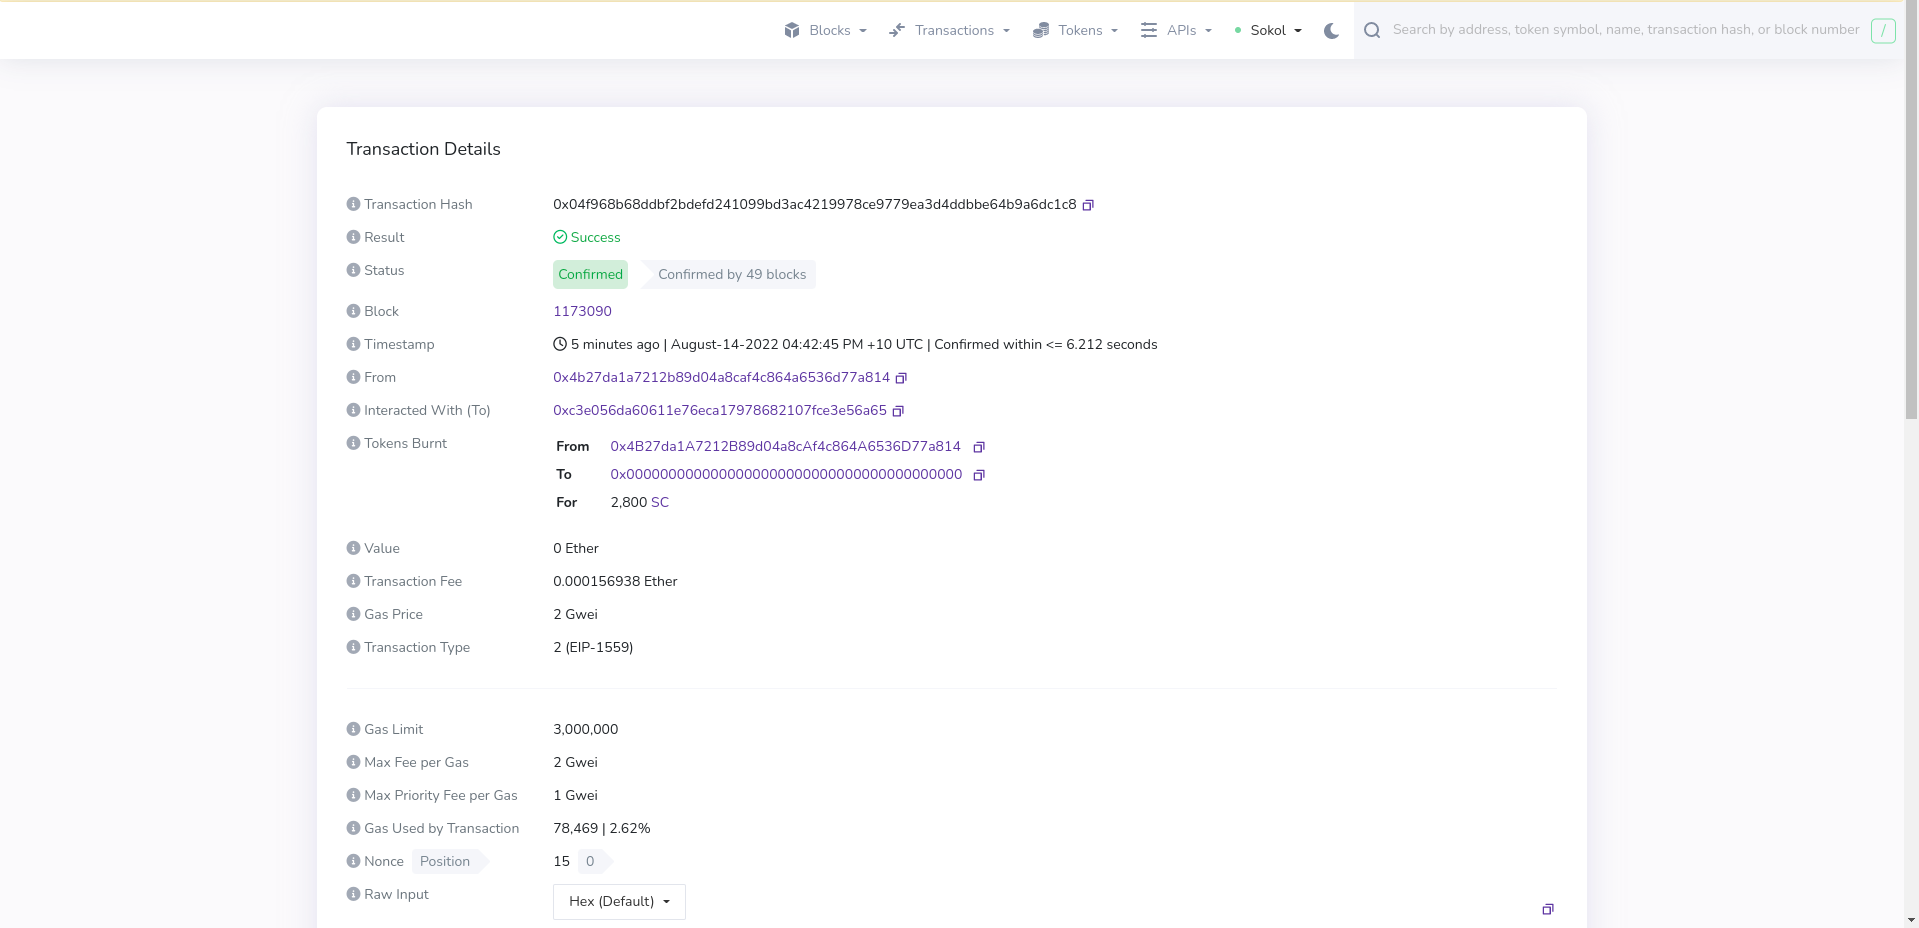 Blocks Transactions Tokens APIs Sokol Search by address, token symbol, name, transaction hash, or block number /
Transaction Details
Transaction Hash 0x04f968b68ddbf2bdefd241099bd3ac4219978ce9779ea3d4ddbbe64b9a6dc1c8
Result Success
Status Confirmed Confirmed by 49 blocks
Block 1173090
Timestamp 5 minutes ago | August-14-2022 04:42:45 PM +10 UTC | Confirmed within <= 6.212 seconds
From 0x4b27da1a7212b89d04a8caf4c864a6536d77a814
Interacted With (To) 0xc3e056da60611e76eca17978682107fce3e56a65
Tokens Burnt From 0x4B27da1A7212B89d04a8cAf4c864A6536D77a814
To 0x0000000000000000000000000000000000000000
For 2,800 SC
Value 0 Ether
Transaction Fee 0.000156938 Ether
Gas Price 2 Gwei
Transaction Type 2 (EIP-1559)
Gas Limit 3,000,000
Max Fee per Gas 2 Gwei
Max Priority Fee per Gas 1 Gwei
Gas Used by Transaction 78,469 | 2.62%
Nonce Position 15 0
Raw Input Hex (Default)